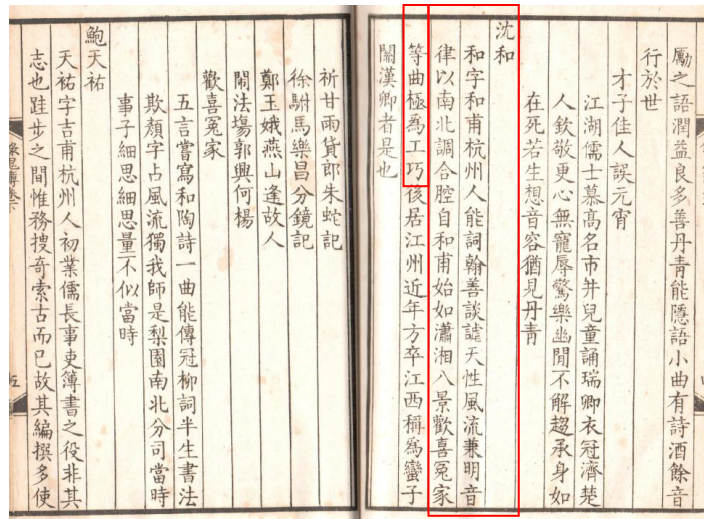 勵之語潤益良多善丹青能隱語小曲有詩酒餘音
行於世
才子佳人誤元宵
江湖儒士慕高名市井兒童誦瑞卿衣冠濟楚
人欽敬更心無寵辱驚樂幽閒不解趨承身如
在死若生想音容猶見丹青
沈和
和字和甫杭州人能詞翰善談謔天性風流兼明音
律以南北調合腔自和甫始如瀟湘八景歡喜冤家
等曲極爲工巧後居江州近年方卒江西稱爲蠻子
關漢卿者是也
祈甘雨貨郎朱蛇記
徐駙馬樂昌分鏡記
鄭玉娥燕山逢故人
鬧法塲郭興何楊
歡喜冤家
五言嘗寫和陶詩一曲能傳冠柳詞半生書法
欺顏字占風流獨我師是梨園南北分司當時
事子細思細思量不似當時
鮑天祐
天祐字吉甫杭州人初業儒長事吏簿書之役非其
志也跬步之間惟務搜奇索古而已故其編撰多使